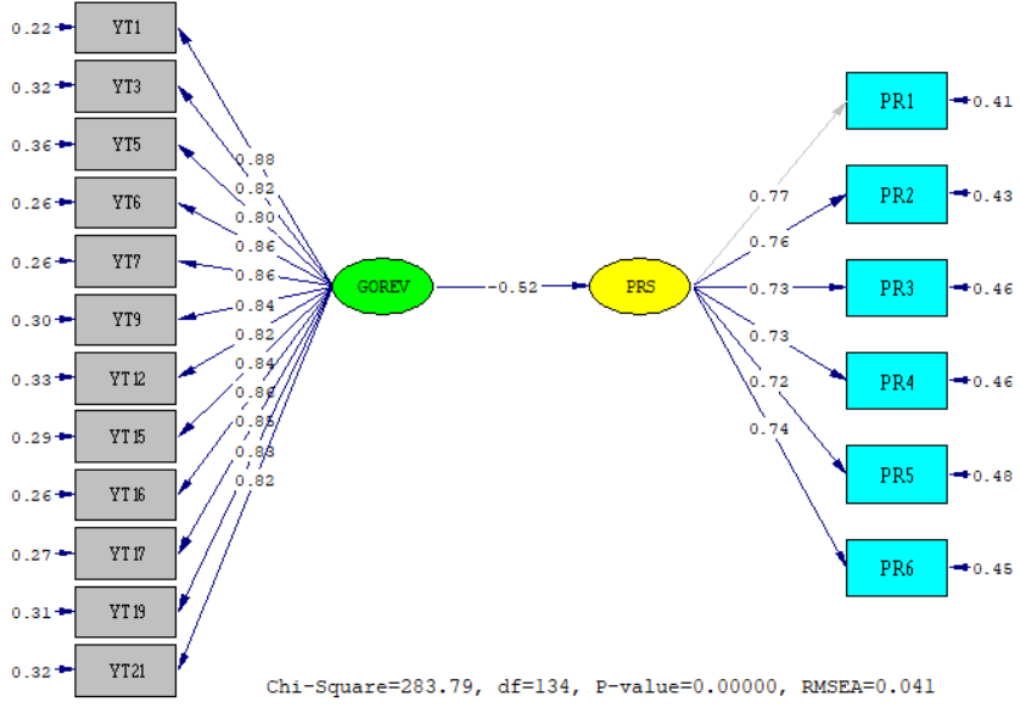 0.22 YT1
0.32 YT3
0.36 YT5
0.26 YT6
0.26 YT7
0.30 YT9
0.33 YT12
0.29 YT15
0.26 YT16
0.27 YT17
0.31 YT19
0.32 YT21
0.88
0.82
0.80
0.86
0.86
0.84
0.82
0.84
0.86
0.85
0.83
0.82
GOREV
-0.52
PRS
0.77
0.76
0.73
0.73
0.72
0.74
PR1 0.41
PR2 0.43
PR3 0.46
PR4 0.46
PR5 0.48
PR6 0.45
Chi-Square=283.79, df=134, P-value=0.00000, RMSEA=0.041